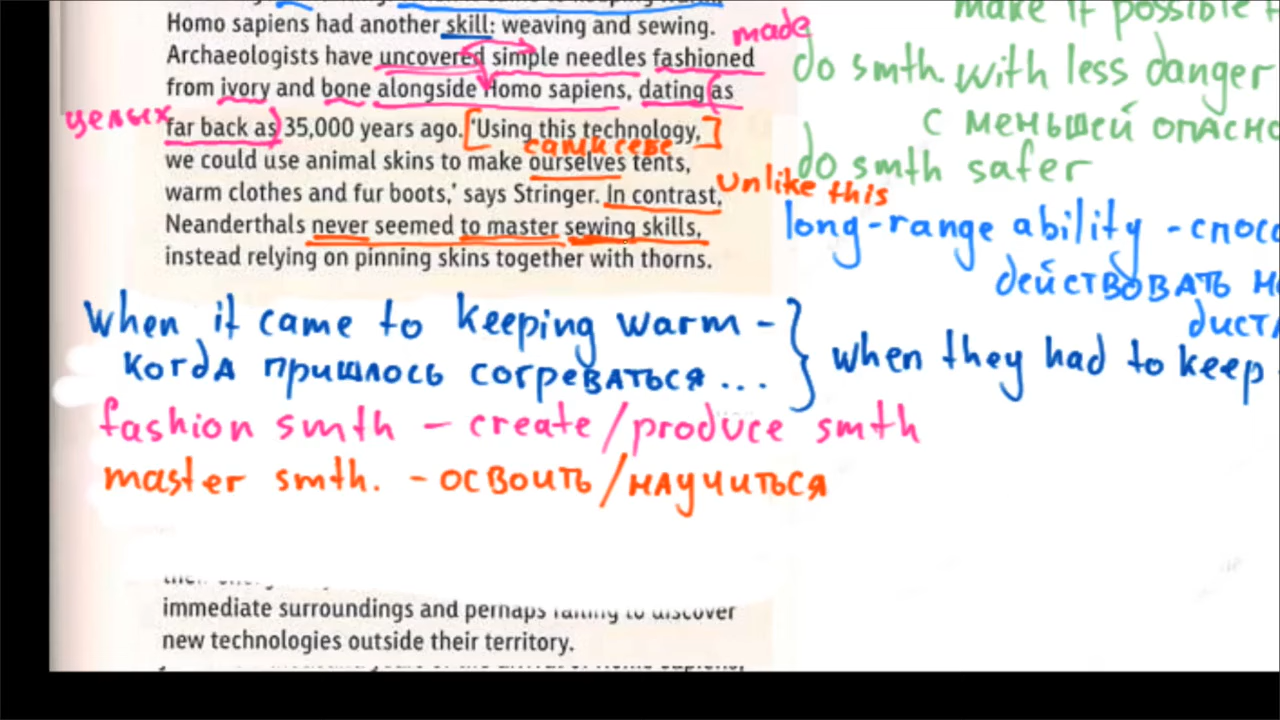 Homo sapiens had another skill: weaving and sewing.
made
Archaeologists have uncovered simple needles fashioned
from ivory and bone alongside Homo sapiens, dating as
целых
far back as 35,000 years ago. 'Using this technology,
сами себе
we could use animal skins to make ourselves tents,
warm clothes and fur boots,' says Stringer. In contrast,
Unlike this
Neanderthals never seemed to master sewing skills,
instead relying on pinning skins together with thorns.
make it possible
do smth. with less danger
с меньшей
do smth safer
long-range ability -
действовать
When it came to keeping warm -
когда пришлось согреваться...
when they had to keep
fashion smth - create/produce smth
master smth. - освоить/научиться
immediate surroundings and perhaps failing to discover
new technologies outside their territory.